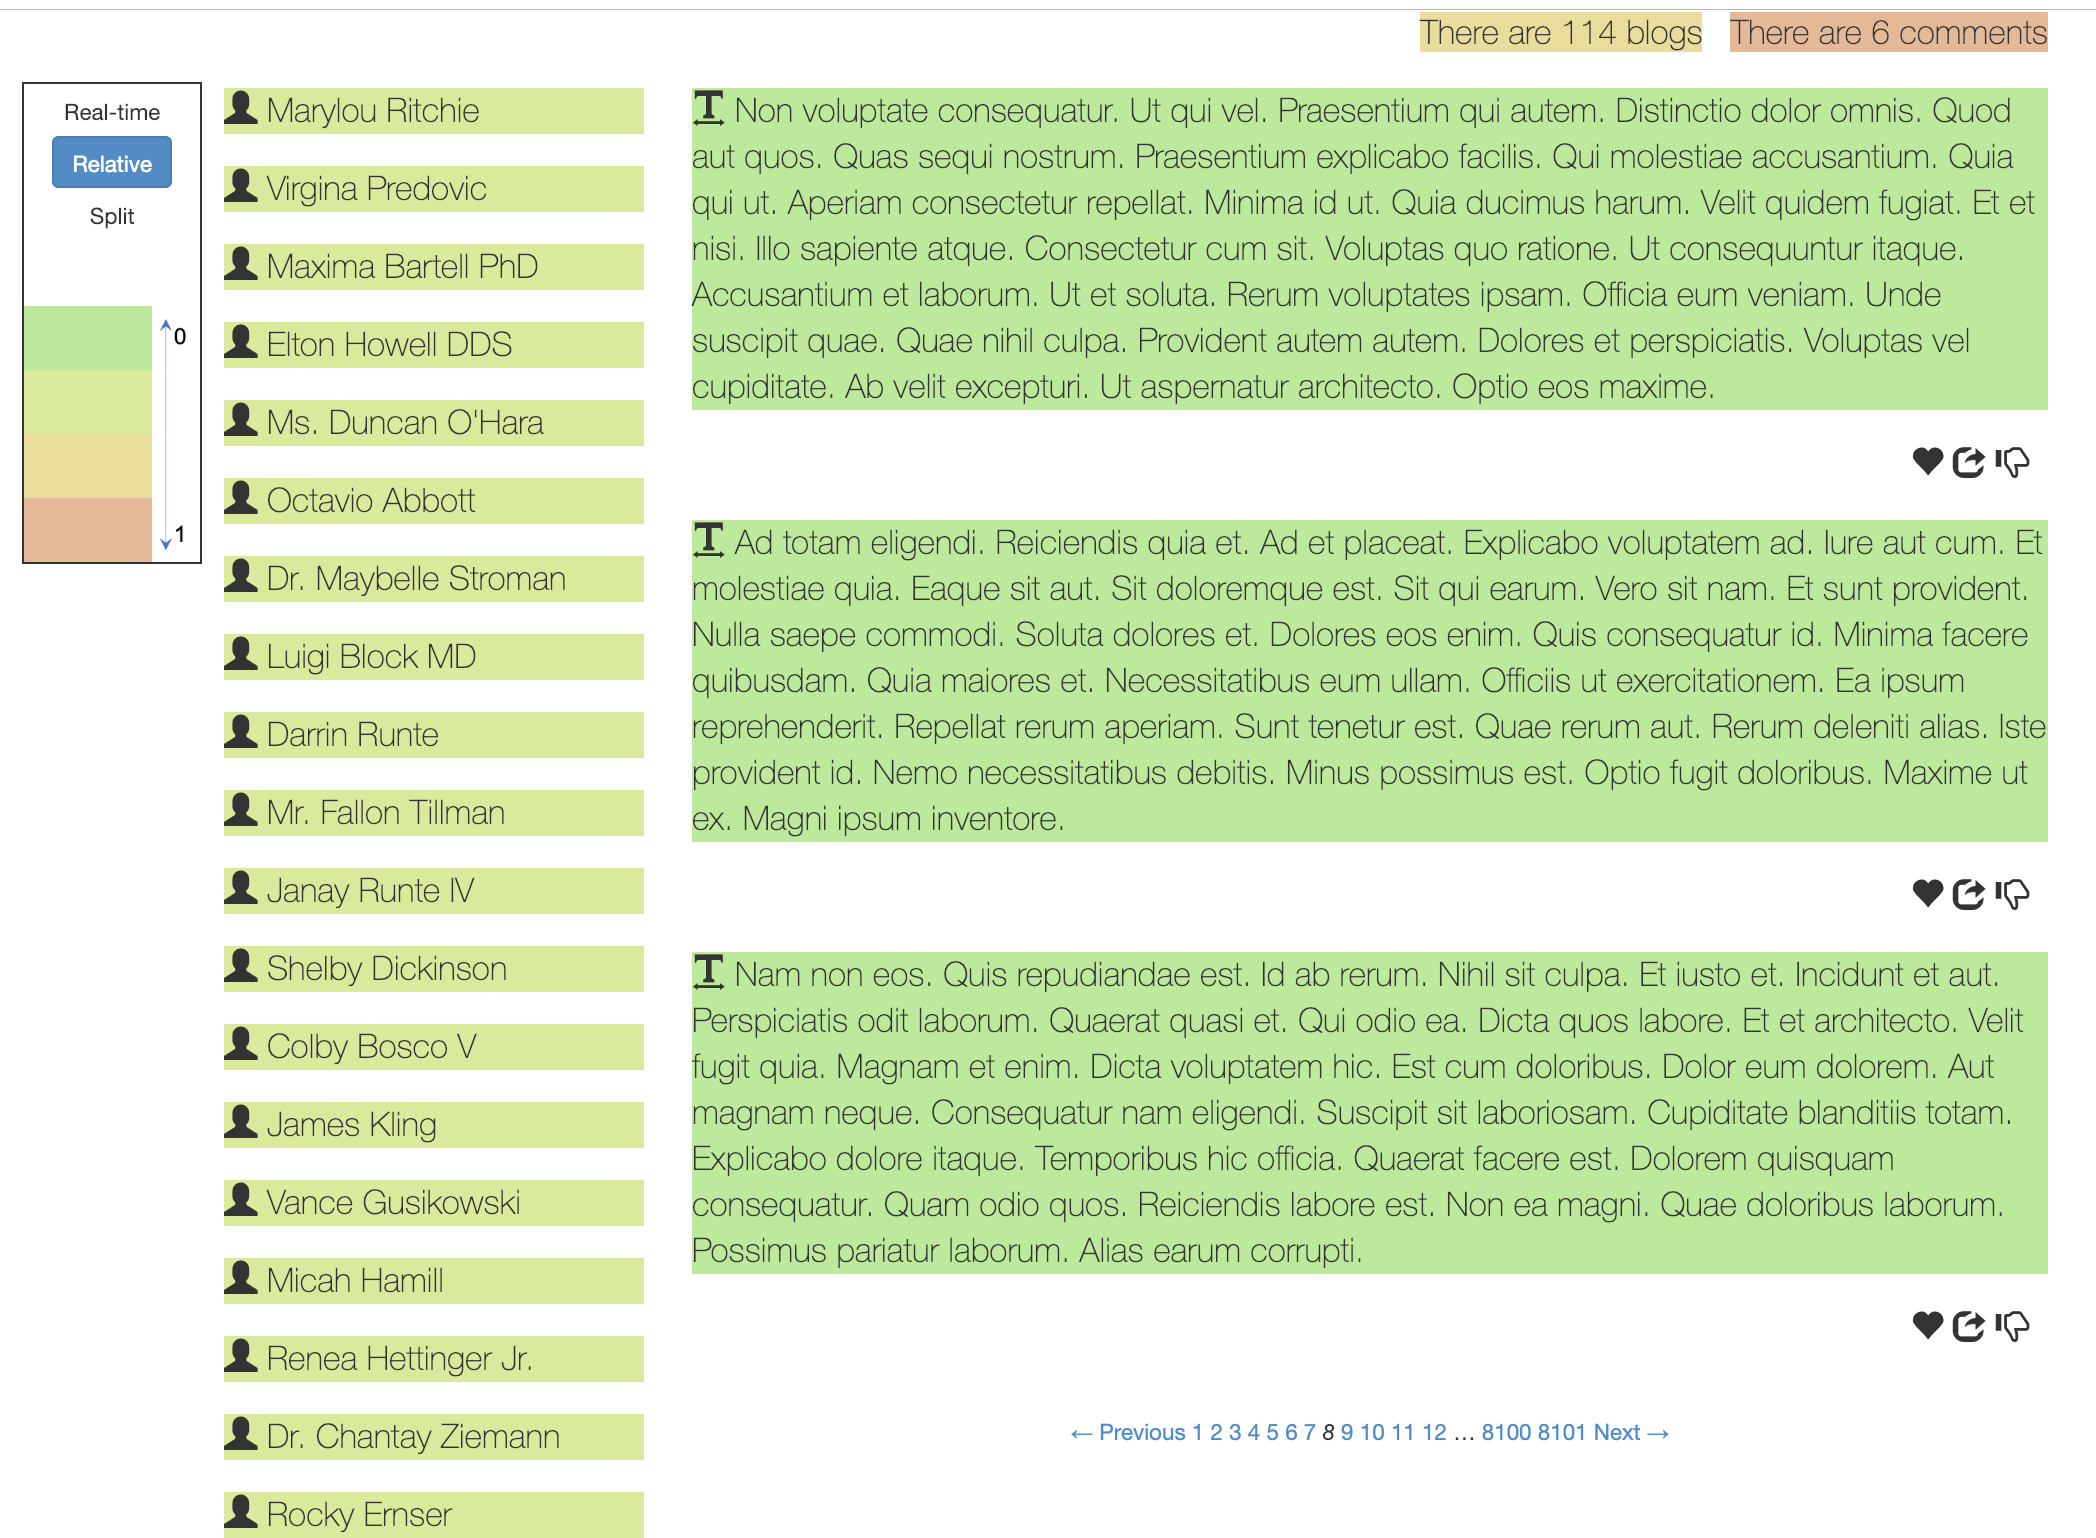 There are 114 blogs There are 6 comments
Real-time
Relative
Split
0
1
Marylou Ritchie
Virgina Predovic
Maxima Bartell PhD
Elton Howell DDS
Ms. Duncan O'Hara
Octavio Abbott
Dr. Maybelle Stroman
Luigi Block MD
Darrin Runte
Mr. Fallon Tillman
Janay Runte IV
Shelby Dickinson
Colby Bosco V
James Kling
Vance Gusikowski
Micah Hamill
Renea Hettinger Jr.
Dr. Chantay Ziemann
Rocky Ernser
Non voluptate consequatur. Ut qui vel. Praesentium qui autem. Distinctio dolor omnis. Quod
aut quos. Quas sequi nostrum. Praesentium explicabo facilis. Qui molestiae accusantium. Quia
qui ut. Aperiam consectetur repellat. Minima id ut. Quia ducimus harum. Velit quidem fugiat. Et et
nisi. Illo sapiente atque. Consectetur cum sit. Voluptas quo ratione. Ut consequuntur itaque.
Accusantium et laborum. Ut et soluta. Rerum voluptates ipsam. Officia eum veniam. Unde
suscipit quae. Quae nihil culpa. Provident autem autem. Dolores et perspiciatis. Voluptas vel
cupiditate. Ab velit excepturi. Ut aspernatur architecto. Optio eos maxime.
Ad totam eligendi. Reiciendis quia et. Ad et placeat. Explicabo voluptatem ad. Iure aut cum. Et
molestiae quia. Eaque sit aut. Sit doloremque est. Sit qui earum. Vero sit nam. Et sunt provident.
Nulla saepe commodi. Soluta dolores et. Dolores eos enim. Quis consequatur id. Minima facere
quibusdam. Quia maiores et. Necessitatibus eum ullam. Officiis ut exercitationem. Ea ipsum
reprehenderit. Repellat rerum aperiam. Sunt tenetur est. Quae rerum aut. Rerum deleniti alias. Iste
provident id. Nemo necessitatibus debitis. Minus possimus est. Optio fugit doloribus. Maxime ut
ex. Magni ipsum inventore.
Nam non eos. Quis repudiandae est. Id ab rerum. Nihil sit culpa. Et iusto et. Incidunt et aut.
Perspiciatis odit laborum. Quaerat quasi et. Qui odio ea. Dicta quos labore. Et et architecto. Velit
fugit quia. Magnam et enim. Dicta voluptatem hic. Est cum doloribus. Dolor eum dolorem. Aut
magnam neque. Consequatur nam eligendi. Suscipit sit laboriosam. Cupiditate blanditiis totam.
Explicabo dolore itaque. Temporibus hic officia. Quaerat facere est. Dolorem quisquam
consequatur. Quam odio quos. Reiciendis labore est. Non ea magni. Quae doloribus laborum.
Possimus pariatur laborum. Alias earum corrupti.
← Previous 1 2 3 4 5 6 7 8 9 10 11 12 … 8100 8101 Next →